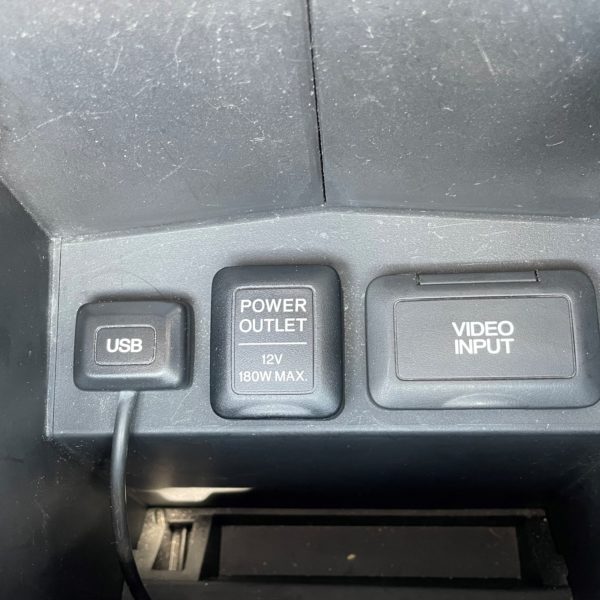 USB
POWER
OUTLET
12V
180W MAX.
VIDEO
INPUT